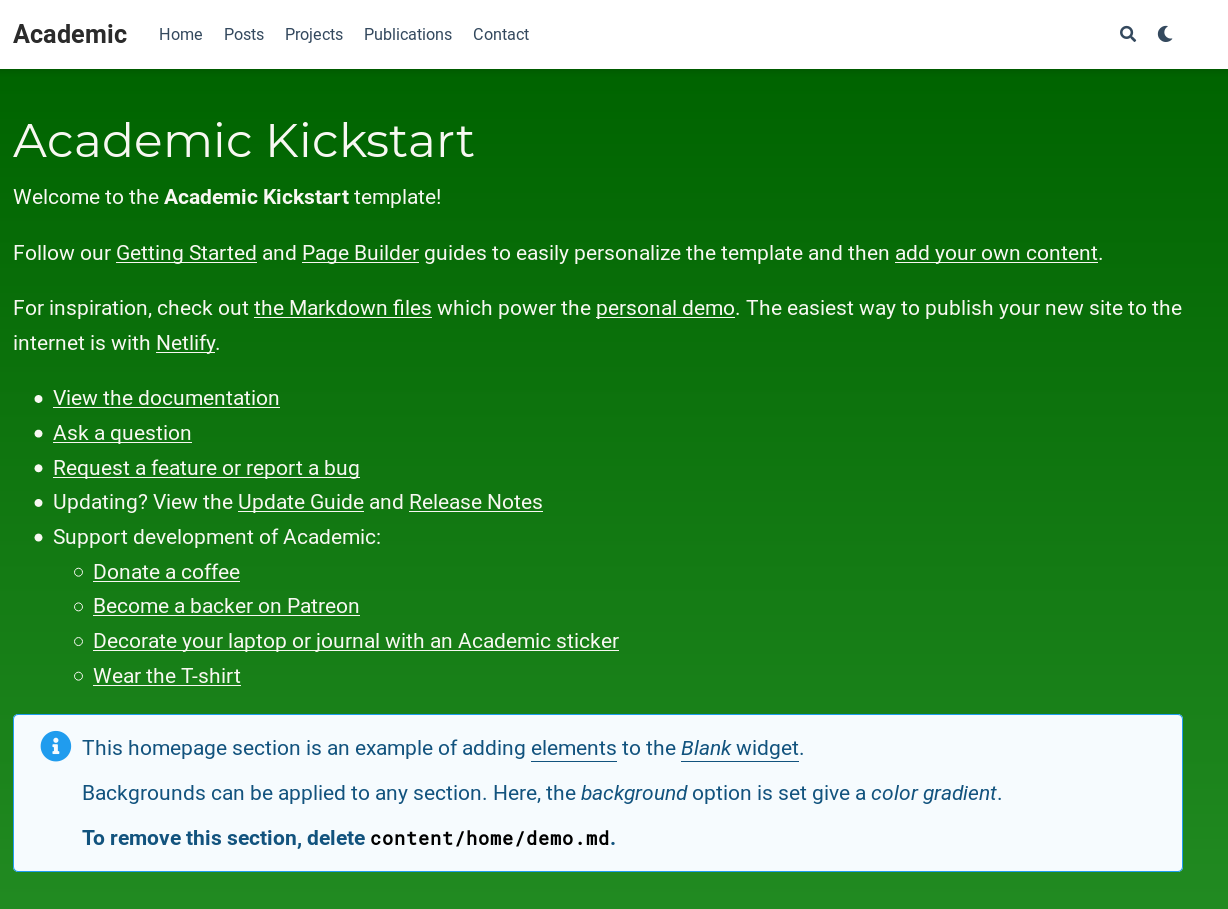 Academic Home Posts Projects Publications Contact
Academic Kickstart
Welcome to the Academic Kickstart template!
Follow our Getting Started and Page Builder guides to easily personalize the template and then add your own content.
For inspiration, check out the Markdown files which power the personal demo. The easiest way to publish your new site to the
internet is with Netlify.
View the documentation
Ask a question
Request a feature or report a bug
Updating? View the Update Guide and Release Notes
Support development of Academic:
Donate a coffee
Become a backer on Patreon
Decorate your laptop or journal with an Academic sticker
Wear the T-shirt
This homepage section is an example of adding elements to the Blank widget.
Backgrounds can be applied to any section. Here, the background option is set give a color gradient.
To remove this section, delete content/home/demo.md.